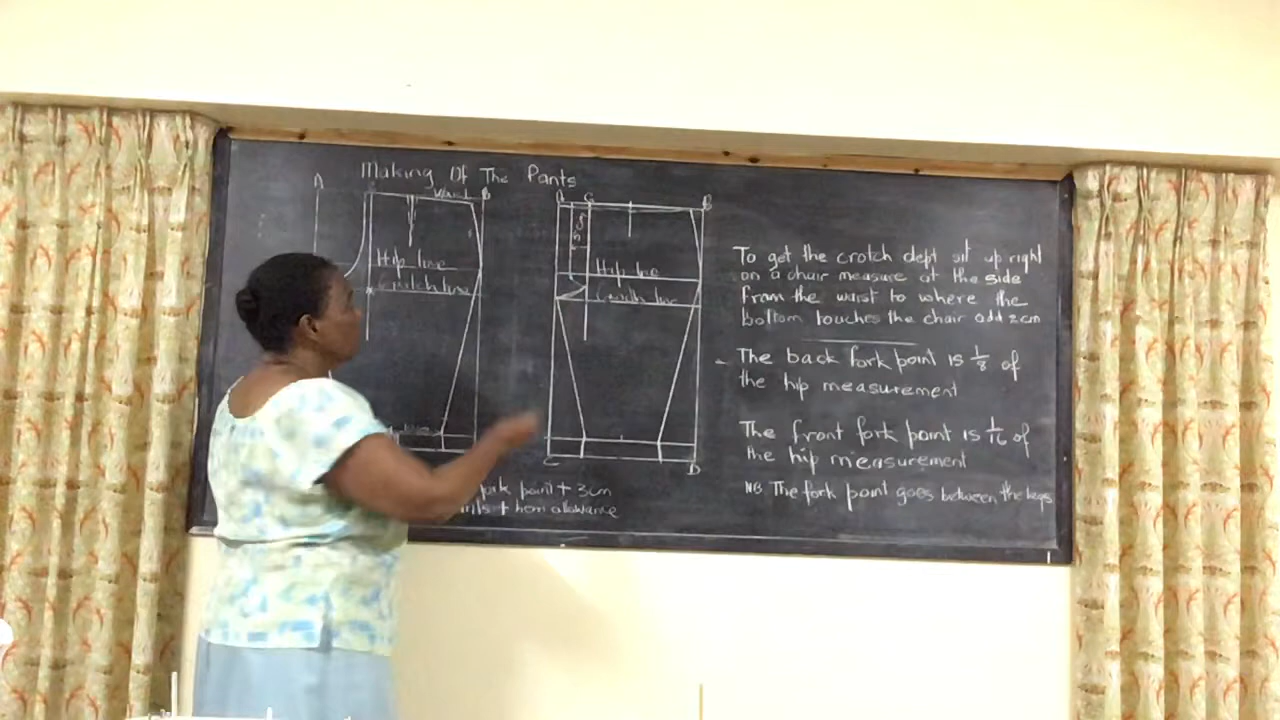 Making Of The Pants
A
Waist B
Hip line
Crutch line
A G B
Hip line
Crutch line
C D
fork point + 3cm
+ hem allowance
To get the crotch dept sit up right
on a chair measure at the side
from the waist to where the
bottom touches the chair add 2cm
- The back fork point is 1/8 of
the hip measurement
The front fork point is 1/16 of
the hip measurement
NB. The fork point goes between the legs